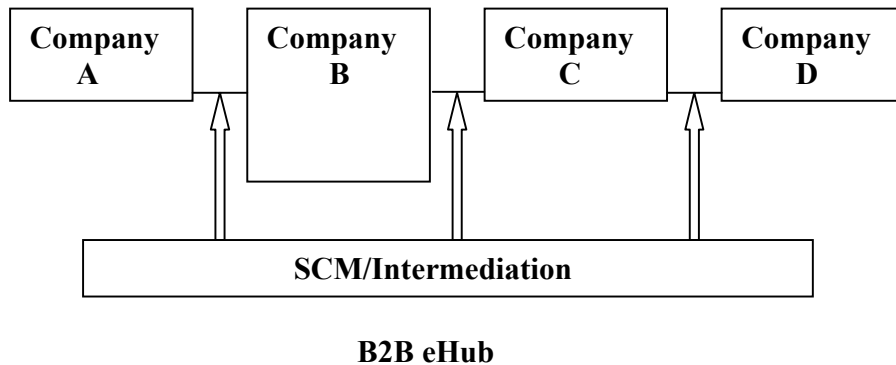 Company
A
Company
B
Company
C
Company
D
SCM/Intermediation
B2B eHub